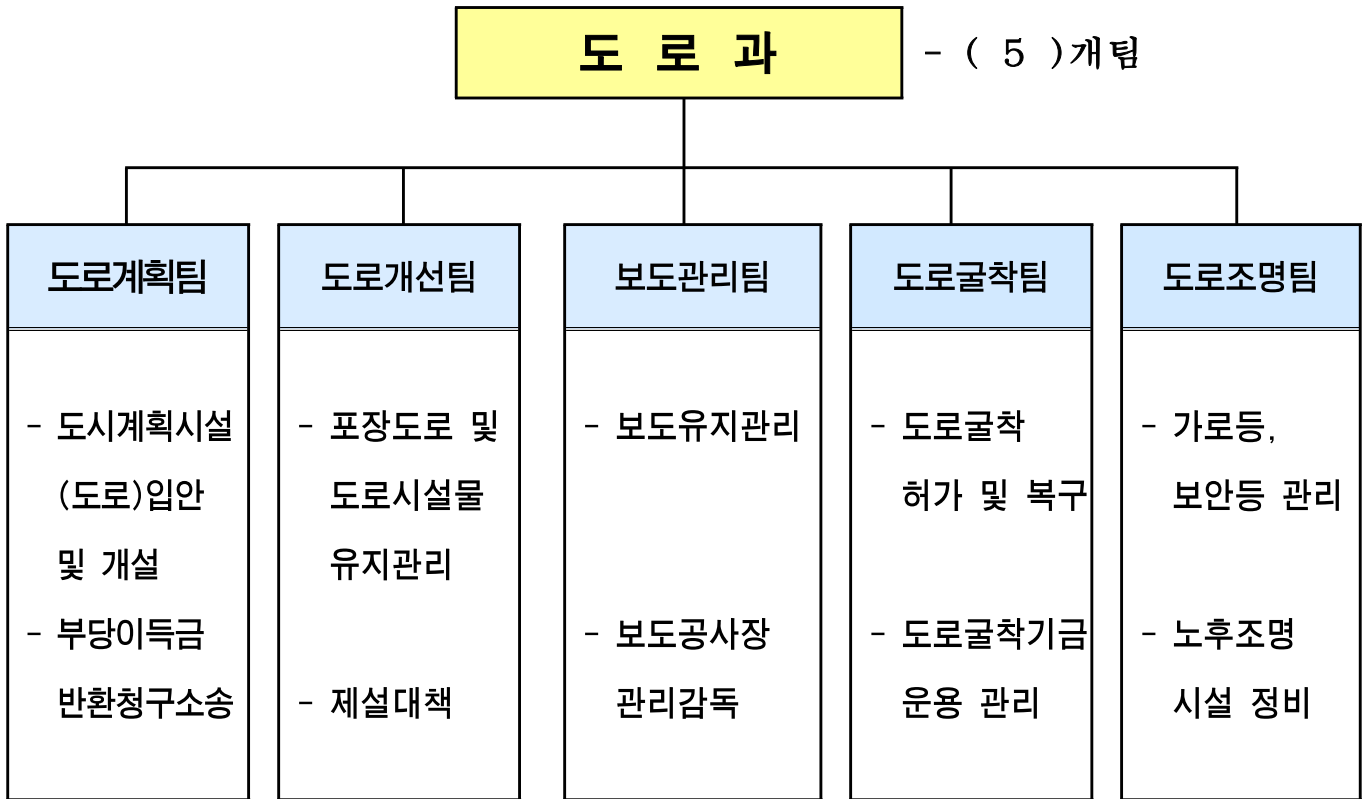 도 로 과
- ( 5 )개팀
도로계획팀
- 도시계획시설
(도로)입안
및 개설
- 부당이득금
반환청구소송
도로개선팀
- 포장도로 및
도로시설물
유지관리
- 제설대책
보도관리팀
- 보도유지관리
- 보도공사장
관리감독
도로굴착팀
- 도로굴착
허가 및 복구
- 도로굴착기금
운용 관리
도로조명팀
- 가로등,
보안등 관리
- 노후조명
시설 정비